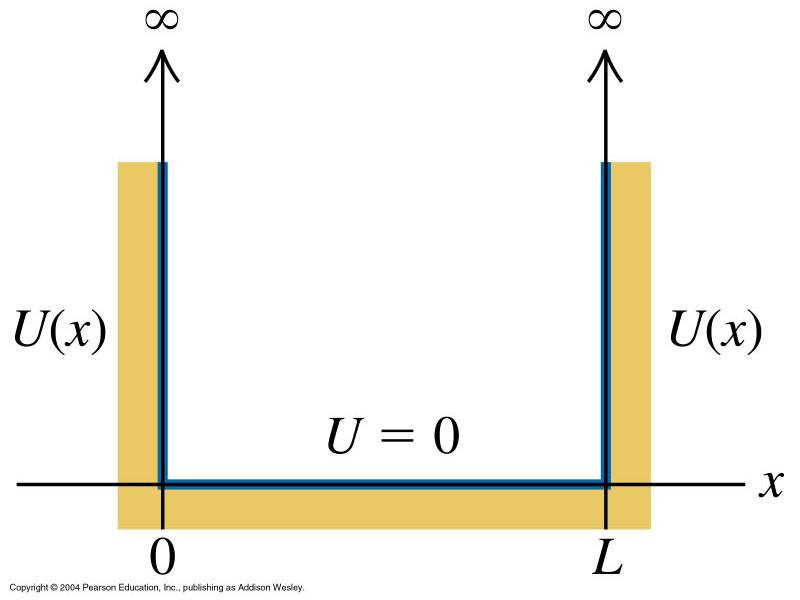 ∞ ∞
U(x) U(x)
U = 0
x
0 L
Copyright © 2004 Pearson Education, Inc., publishing as Addison Wesley.